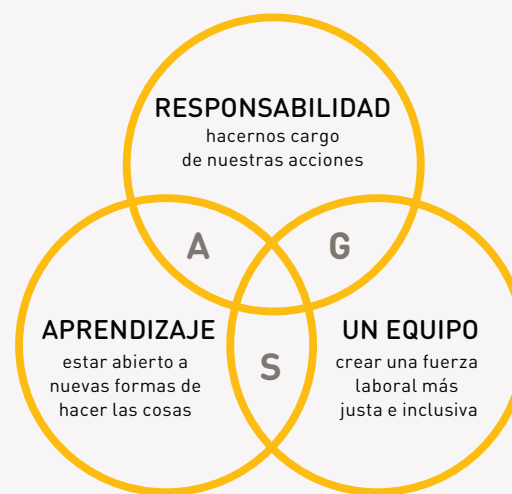 RESPONSABILIDAD
hacernos cargo
de nuestras acciones
A
G
APRENDIZAJE
estar abierto a
nuevas formas de
hacer las cosas
S
UN EQUIPO
crear una fuerza
laboral más
justa e inclusiva